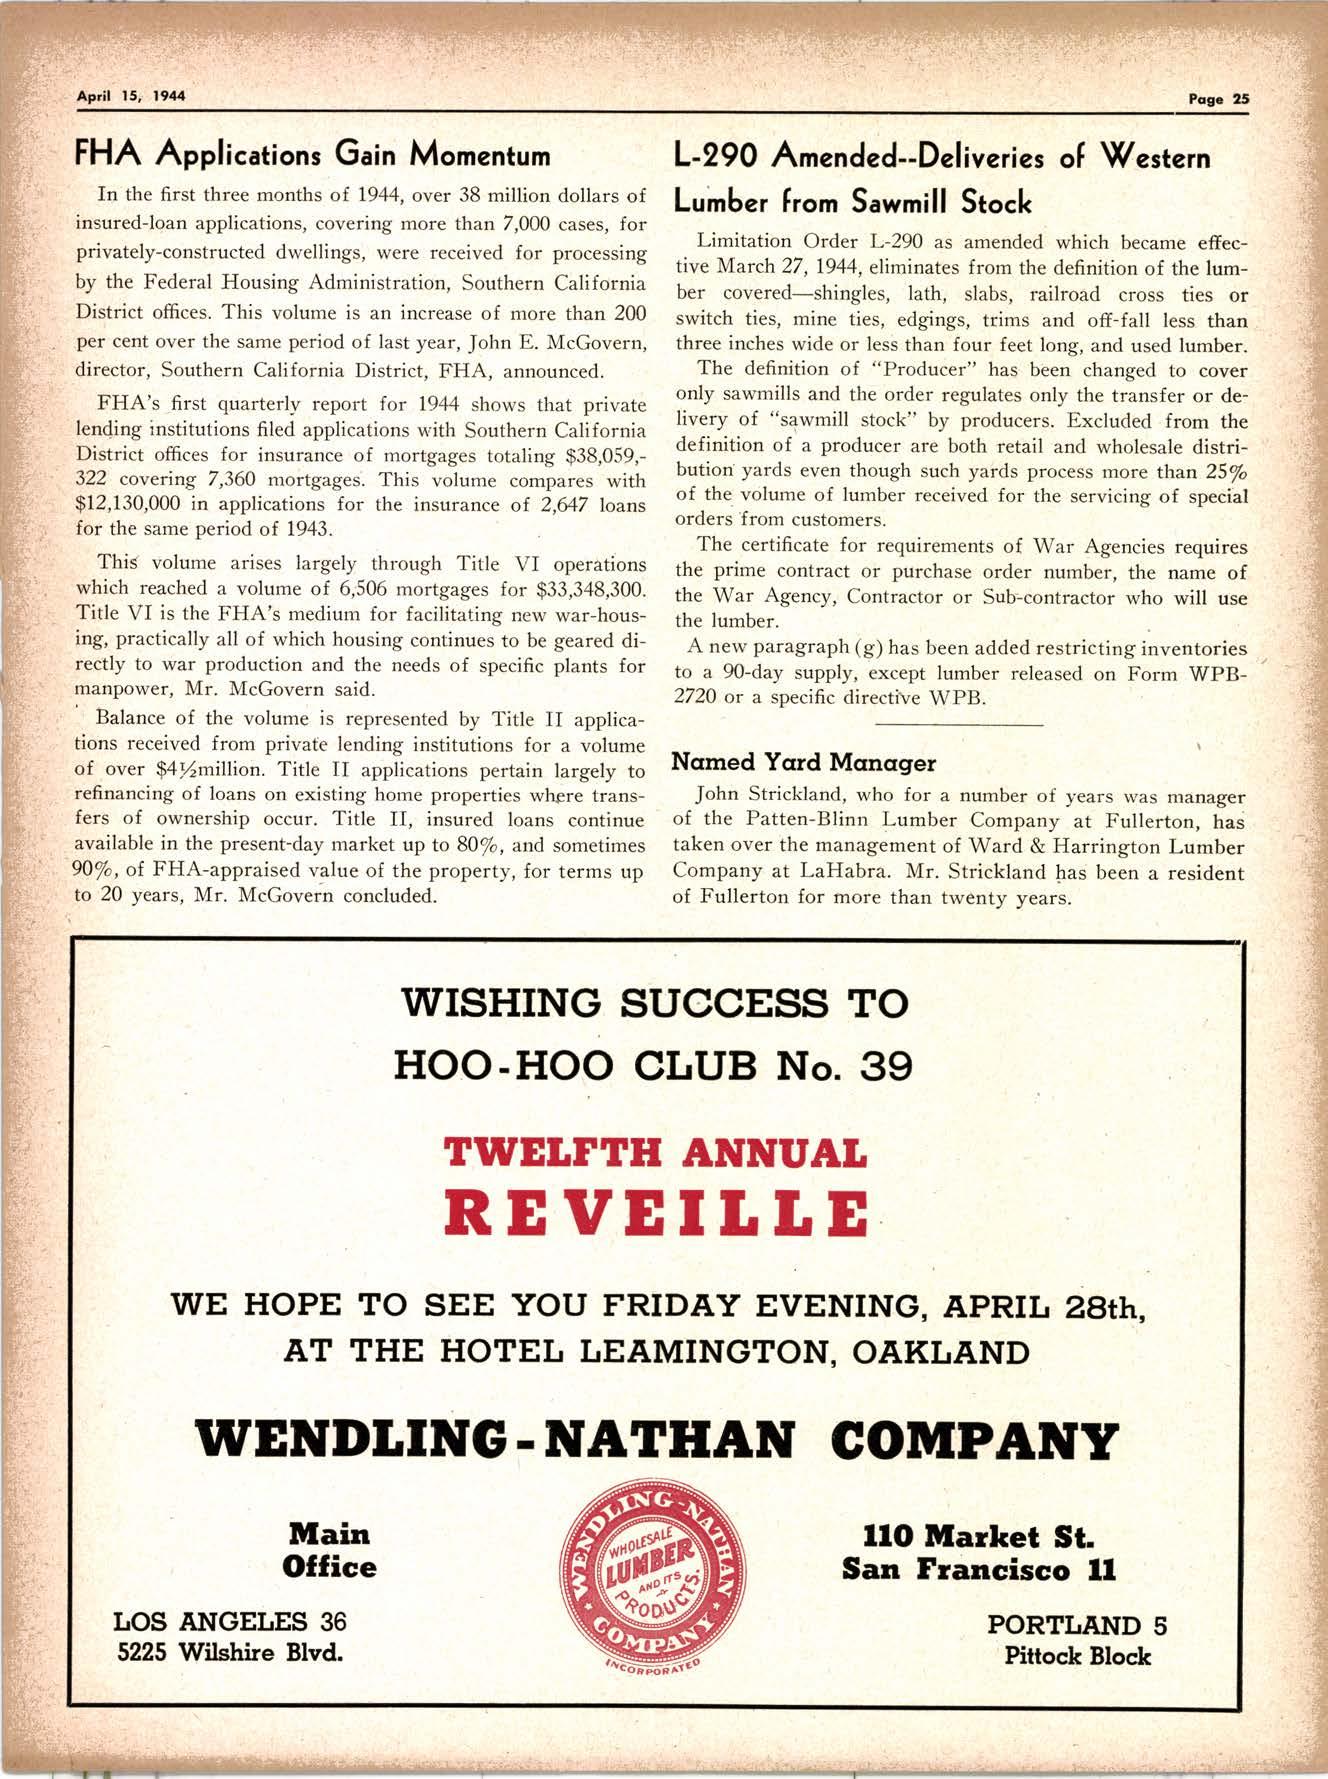 April 15, 1944
Page 25
FHA Applications Gain Momentum
In the first three months of 1944, over 38 million dollars of
insured-loan applications, covering more than 7,000 cases, for
privately-constructed dwellings, were received for processing
by the Federal Housing Administration, Southern California
District offices. This volume is an increase of more than 200
per cent over the same period of last year, John E. McGovern,
director, Southern California District, FHA, announced.
FHA's first quarterly report for 1944 shows that private
lending institutions filed applications with Southern California
District offices for insurance of mortgages totaling $38,059,-
322 covering 7,360 mortgages. This volume compares with
$12,130,000 in applications for the insurance of 2,647 loans
for the same period of 1943.
This volume arises largely through Title VI operations
which reached a volume of 6,506 mortgages for $33,348,300.
Title VI is the FHA's medium for facilitating new war-hous-
ing, practically all of which housing continues to be geared di-
rectly to war production and the needs of specific plants for
manpower, Mr. McGovern said.
Balance of the volume is represented by Title II applica-
tions received from private lending institutions for a volume
of over $4½million. Title II applications pertain largely to
refinancing of loans on existing home properties where trans-
fers of ownership occur. Title II, insured loans continue
available in the present-day market up to 80%, and sometimes
90%, of FHA-appraised value of the property, for terms up
to 20 years, Mr. McGovern concluded.
L-290 Amended--Deliveries of Western
Lumber from Sawmill Stock
Limitation Order L-290 as amended which became effec-
tive March 27, 1944, eliminates from the definition of the lum-
ber covered—shingles, lath, slabs, railroad cross ties or
switch ties, mine ties, edgings, trims and off-fall less than
three inches wide or less than four feet long, and used lumber.
The definition of "Producer" has been changed to cover
only sawmills and the order regulates only the transfer or de-
livery of "sawmill stock" by producers. Excluded from the
definition of a producer are both retail and wholesale distri-
bution yards even though such yards process more than 25%
of the volume of lumber received for the servicing of special
orders from customers.
The certificate for requirements of War Agencies requires
the prime contract or purchase order number, the name of
the War Agency, Contractor or Sub-contractor who will use
the lumber.
A new paragraph (g) has been added restricting inventories
to a 90-day supply, except lumber released on Form WPB-
2720 or a specific directive WPB.
Named Yard Manager
John Strickland, who for a number of years was manager
of the Patten-Blinn Lumber Company at Fullerton, has
taken over the management of Ward & Harrington Lumber
Company at LaHabra. Mr. Strickland has been a resident
of Fullerton for more than twenty years.
WISHING SUCCESS TO
HOO-HOO CLUB No. 39
TWELFTH ANNUAL
REVEILLE
WE HOPE TO SEE YOU FRIDAY EVENING, APRIL 28th,
AT THE HOTEL LEAMINGTON, OAKLAND
WENDLING-NATHAN COMPANY
Main
Office
WENDLING-NATHAN
COMPANY
INCORPORATED
WHOLESALE
LUMBER
AND ITS
PRODUCTS.
110 Market St.
San Francisco 11
LOS ANGELES 36
5225 Wilshire Blvd.
PORTLAND 5
Pittock Block